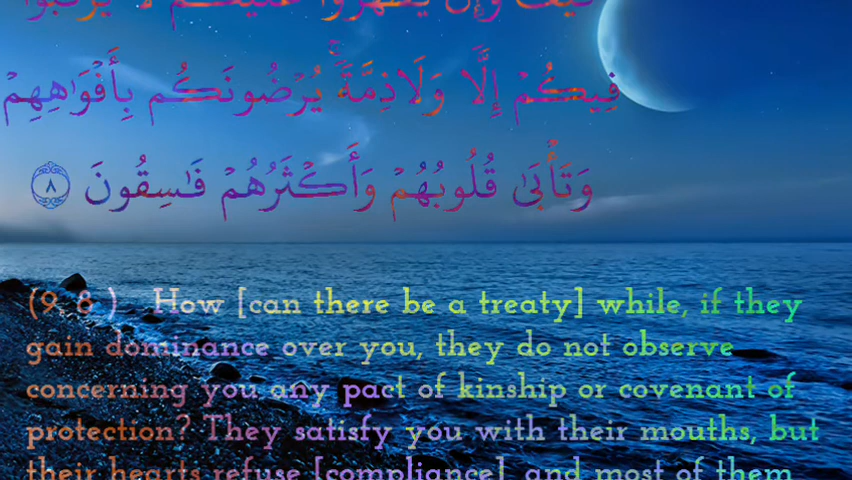 كَيْفَ وَإِن يَظْهَرُوا۟ عَلَيْكُمْ لَا يَرْقُبُوا۟
فِيكُمْ إِلًّا وَلَا ذِمَّةً ۚ يُرْضُونَكُم بِأَفْوَٰهِهِمْ
وَتَأْبَىٰ قُلُوبُهُمْ وَأَكْثَرُهُمْ فَـٰسِقُونَ ٨
(9: 8 ) How [can there be a treaty] while, if they
gain dominance over you, they do not observe
concerning you any pact of kinship or covenant of
protection? They satisfy you with their mouths, but
their hearts refuse [compliance], and most of them